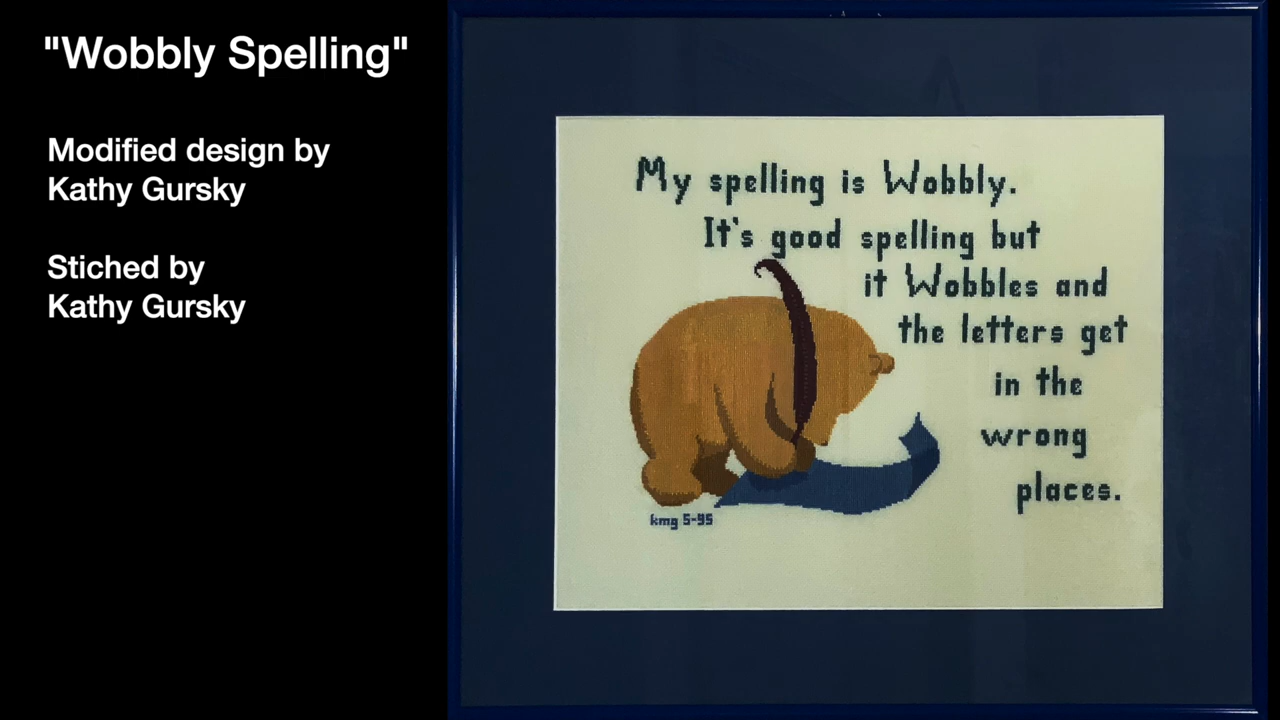 "Wobbly Spelling"
Modified design by
Kathy Gursky
Stiched by
Kathy Gursky
My spelling is Wobbly.
It's good spelling but
it Wobbles and
the letters get
in the
wrong
places.
kmg 5-95